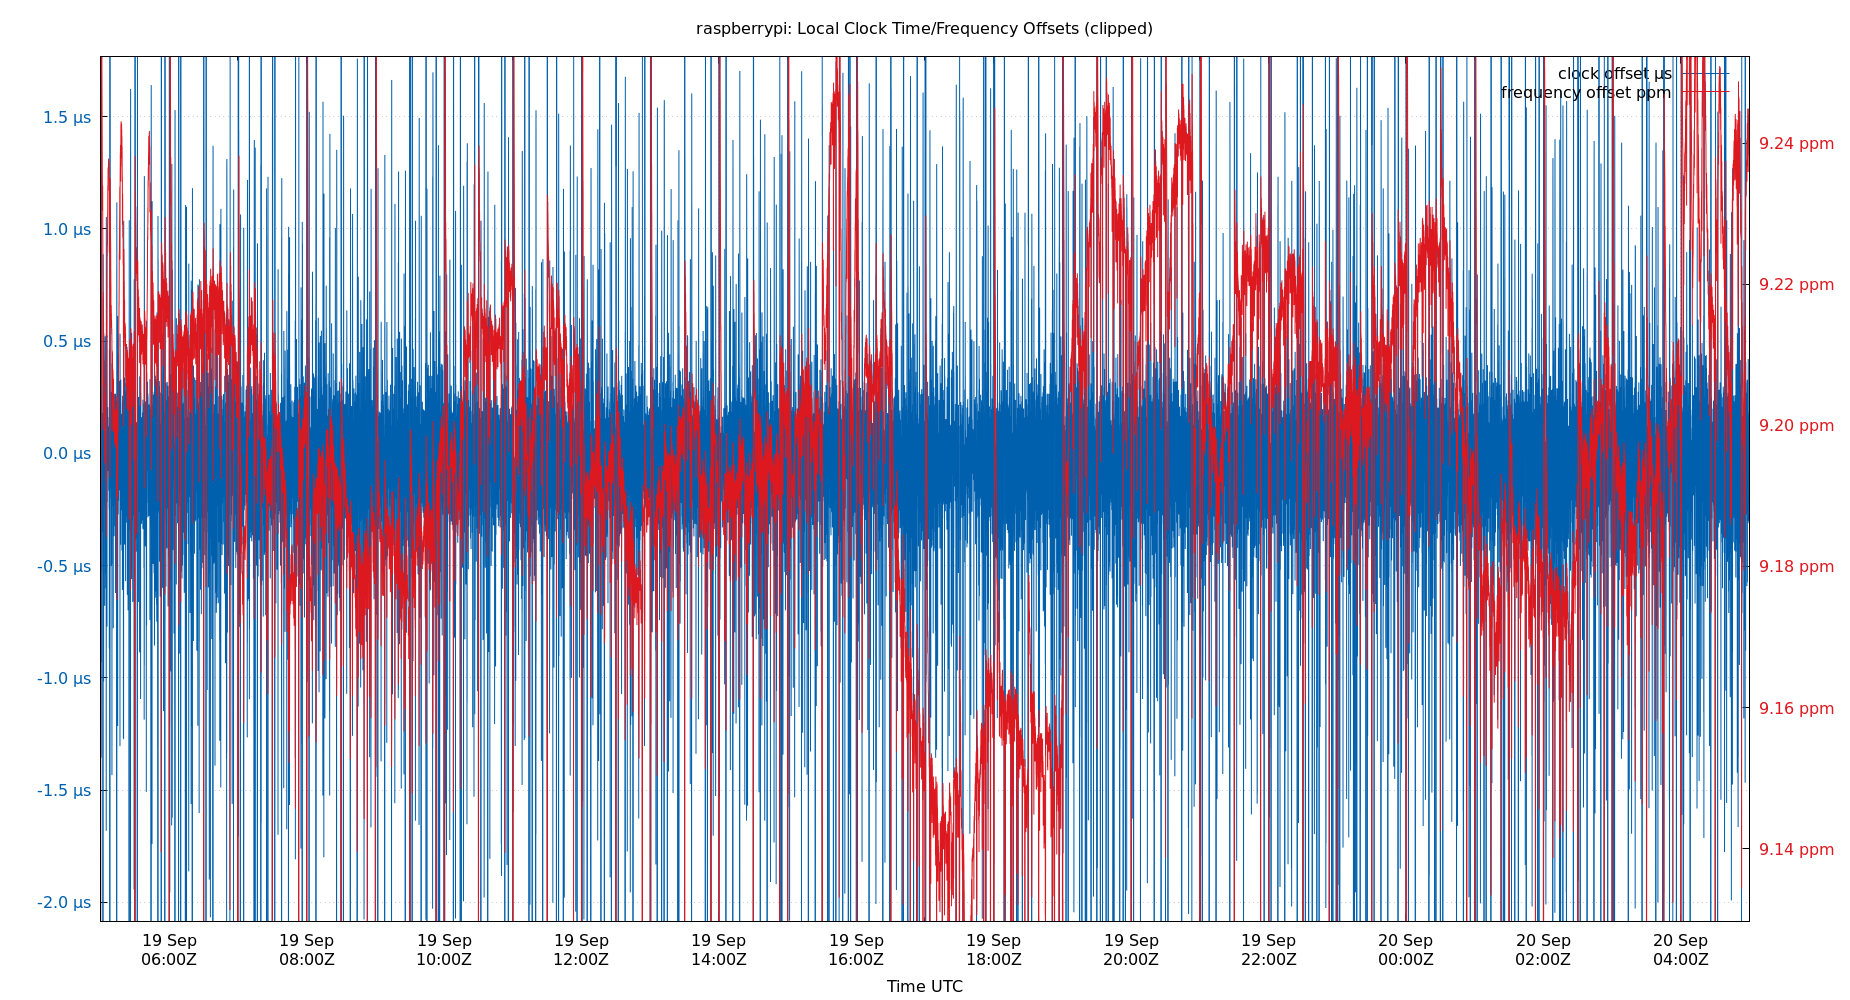 raspberrypi: Local Clock Time/Frequency Offsets (clipped)
clock offset µs
frequency offset ppm
1.5 µs
1.0 µs
0.5 µs
0.0 µs
-0.5 µs
-1.0 µs
-1.5 µs
-2.0 µs
9.24 ppm
9.22 ppm
9.20 ppm
9.18 ppm
9.16 ppm
9.14 ppm
19 Sep
06:00Z
19 Sep
08:00Z
19 Sep
10:00Z
19 Sep
12:00Z
19 Sep
14:00Z
19 Sep
16:00Z
19 Sep
18:00Z
19 Sep
20:00Z
19 Sep
22:00Z
20 Sep
00:00Z
20 Sep
02:00Z
20 Sep
04:00Z
Time UTC